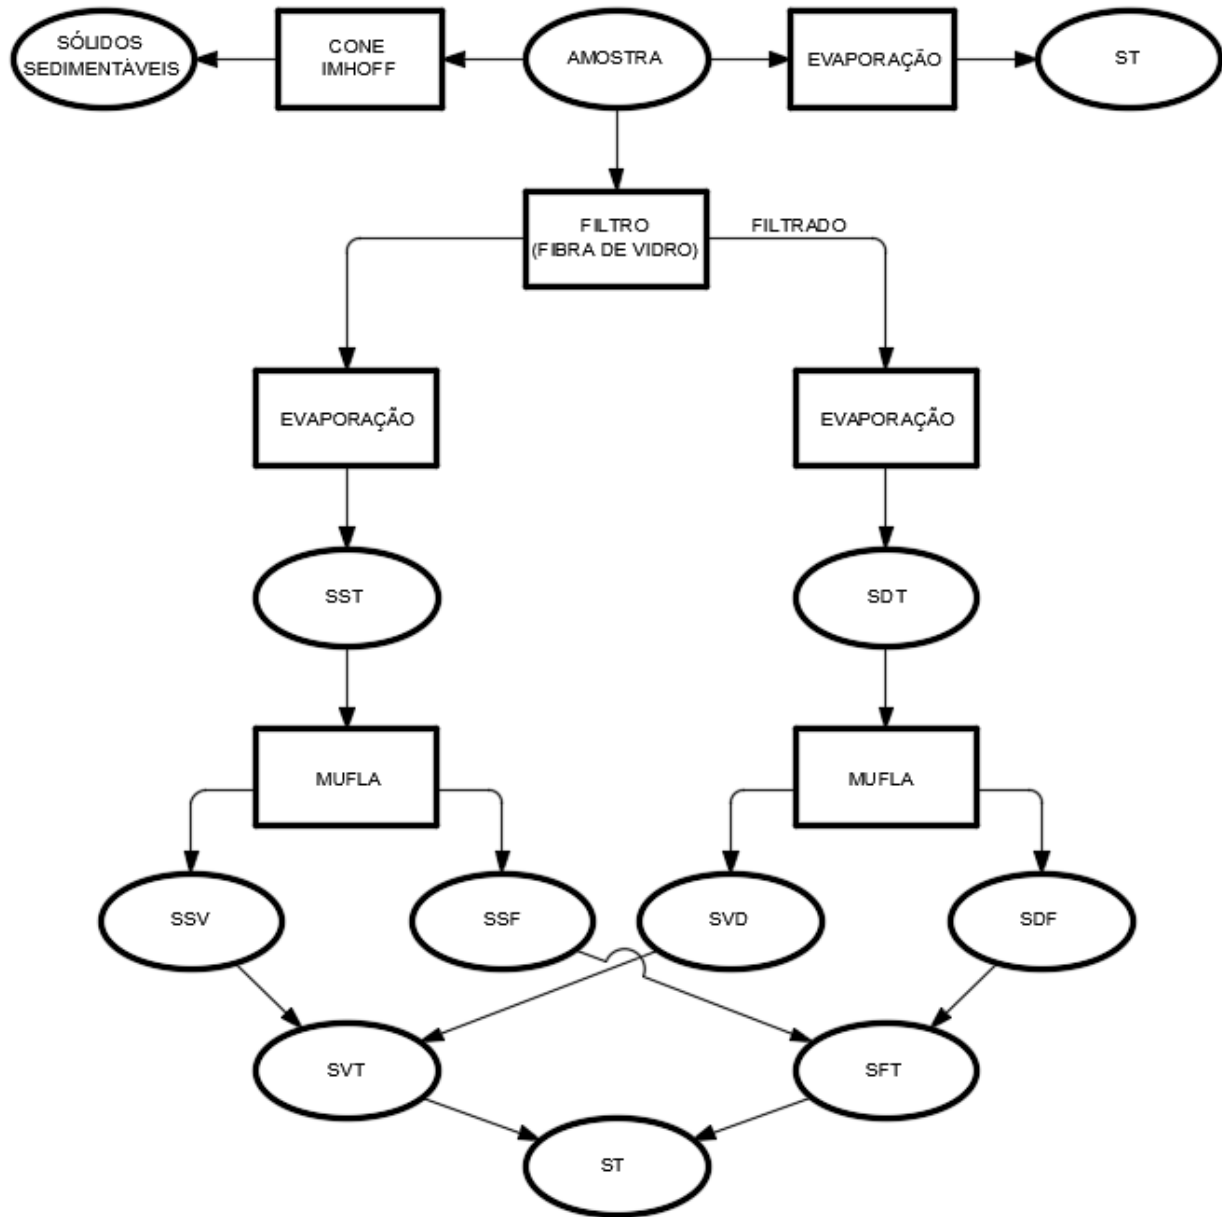 SÓLIDOS
SEDIMENTÁVEIS
CONE
IMHOFF
AMOSTRA
EVAPORAÇÃO
ST
FILTRO
(FIBRA DE VIDRO)
FILTRADO
EVAPORAÇÃO
EVAPORAÇÃO
SST
SDT
MUFLA
MUFLA
SSV
SSF
SVD
SDF
SVT
SFT
ST